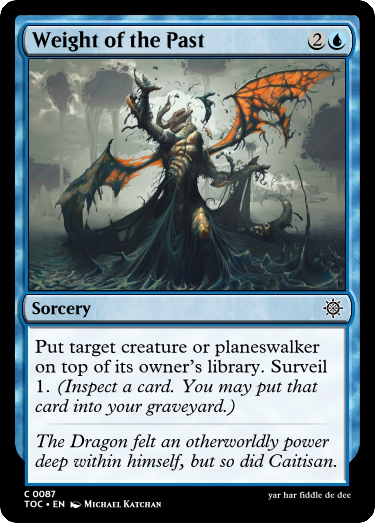 Weight of the Past 2
Sorcery
Put target creature or planeswalker
on top of its owner's library. Surveil
1. (Inspect a card. You may put that
card into your graveyard.)
The Dragon felt an otherworldly power
deep within himself, but so did Caitisan.
C 0087
TOC • EN Michael Katchan
yar har fiddle de dee